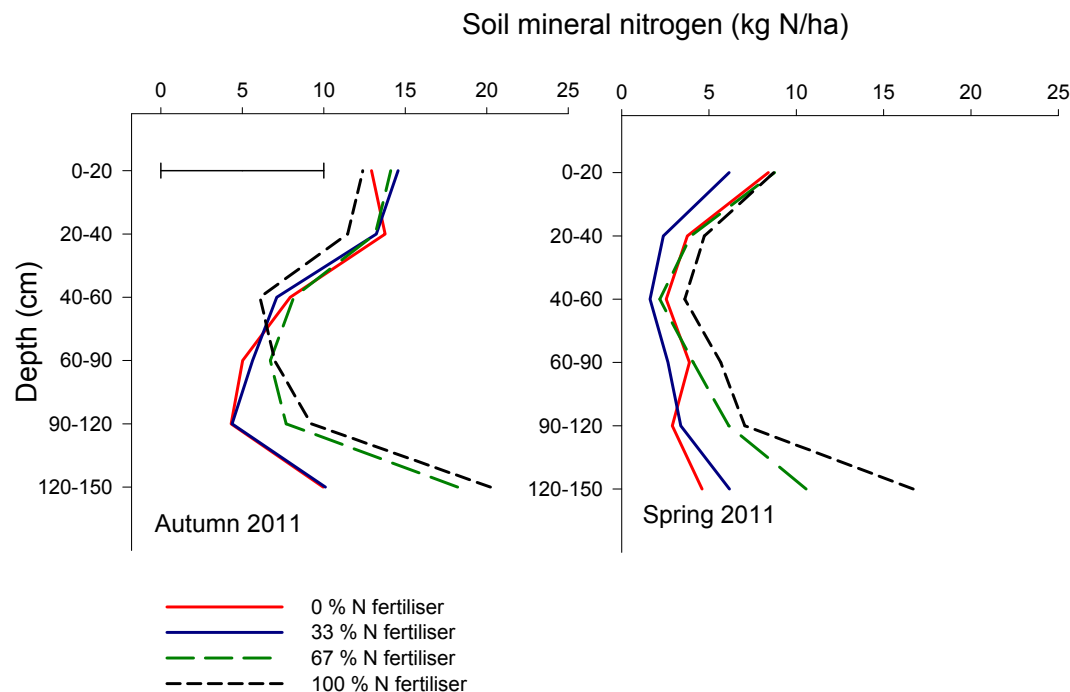 Soil mineral nitrogen (kg N/ha)
0 5 10 15 20 25
0 5 10 15 20 25
Depth (cm)
0-20
20-40
40-60
60-90
90-120
120-150
Autumn 2011
0-20
20-40
40-60
60-90
90-120
120-150
Spring 2011
0 % N fertiliser
33 % N fertiliser
67 % N fertiliser
100 % N fertiliser